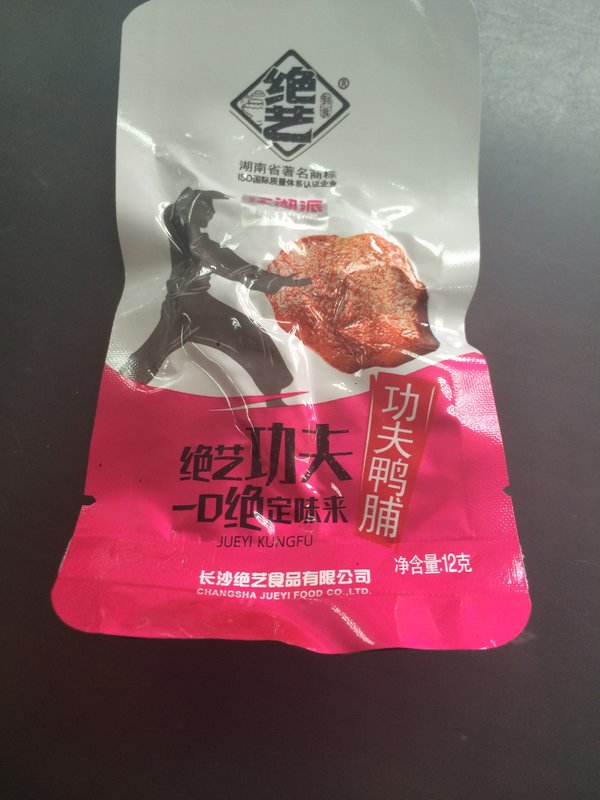 绝艺
®
湖南省著名商标
ISO国际质量体系认证企业
江湖派
绝艺功夫
一口绝定味来
JUEYI KUNGFU
功夫鸭脯
净含量:12克
长沙绝艺食品有限公司
CHANGSHA JUEYI FOOD CO.,LTD.